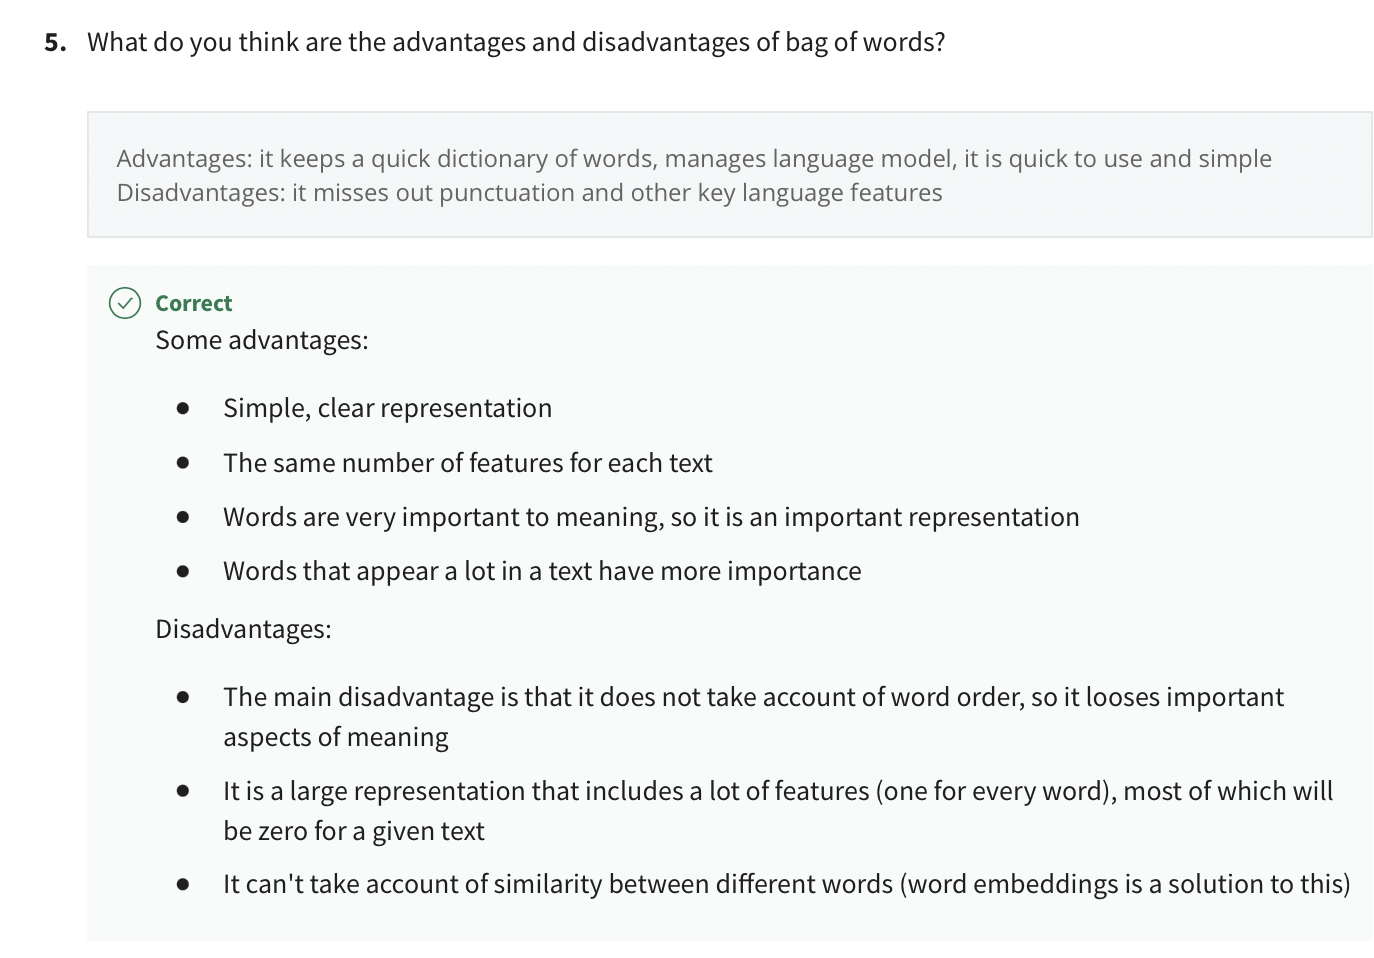 5. What do you think are the advantages and disadvantages of bag of words?
Advantages: it keeps a quick dictionary of words, manages language model, it is quick to use and simple
Disadvantages: it misses out punctuation and other key language features
Correct
Some advantages:
● Simple, clear representation
● The same number of features for each text
● Words are very important to meaning, so it is an important representation
● Words that appear a lot in a text have more importance
Disadvantages:
● The main disadvantage is that it does not take account of word order, so it looses important
aspects of meaning
● It is a large representation that includes a lot of features (one for every word), most of which will
be zero for a given text
● It can't take account of similarity between different words (word embeddings is a solution to this)